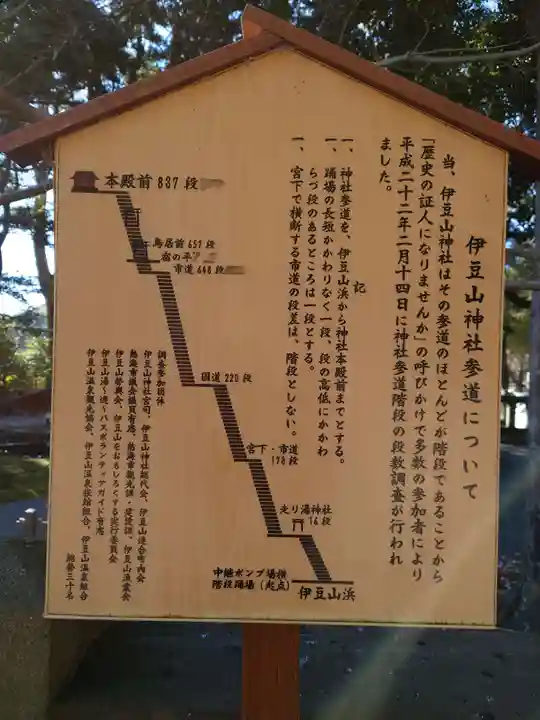 伊豆山神社参道について
当、伊豆山神社はその参道のほとんどが階段であることから
「歴史の証人になりませんか」の呼びかけで多数の参加者により
平成二十二年二月十四日に神社参道階段の段数調査が行われ
ました。
記
一、神社参道を、伊豆山浜から神社本殿前までとする。
一、踊場の長短かかわりなく一段、段の高低にかかわ
らづ段のあるところは一段とする。
一、宮下で横断する市道の段差は、階段としない。
本殿前 837 段
鳥居前 657 段
宿の平
市道 648 段
国道 220 段
宮下・市道
178 段
走り湯神社
16 段
中継ポンプ場横
階段踊場(起点)
伊豆山浜
調査参加団体
伊豆山神社宮司、伊豆山神社総代会、伊豆山連合町内会
熱海市議会議員有志、熱海市観光課・建設課、伊豆山漁業会
伊豆山勢興会、伊豆山をおもしろくする実行委員会
伊豆山湯〜遊〜バスボランティアガイド有志
伊豆山温泉観光協会、伊豆山温泉旅館組合、伊豆山温泉組合
総勢三十名